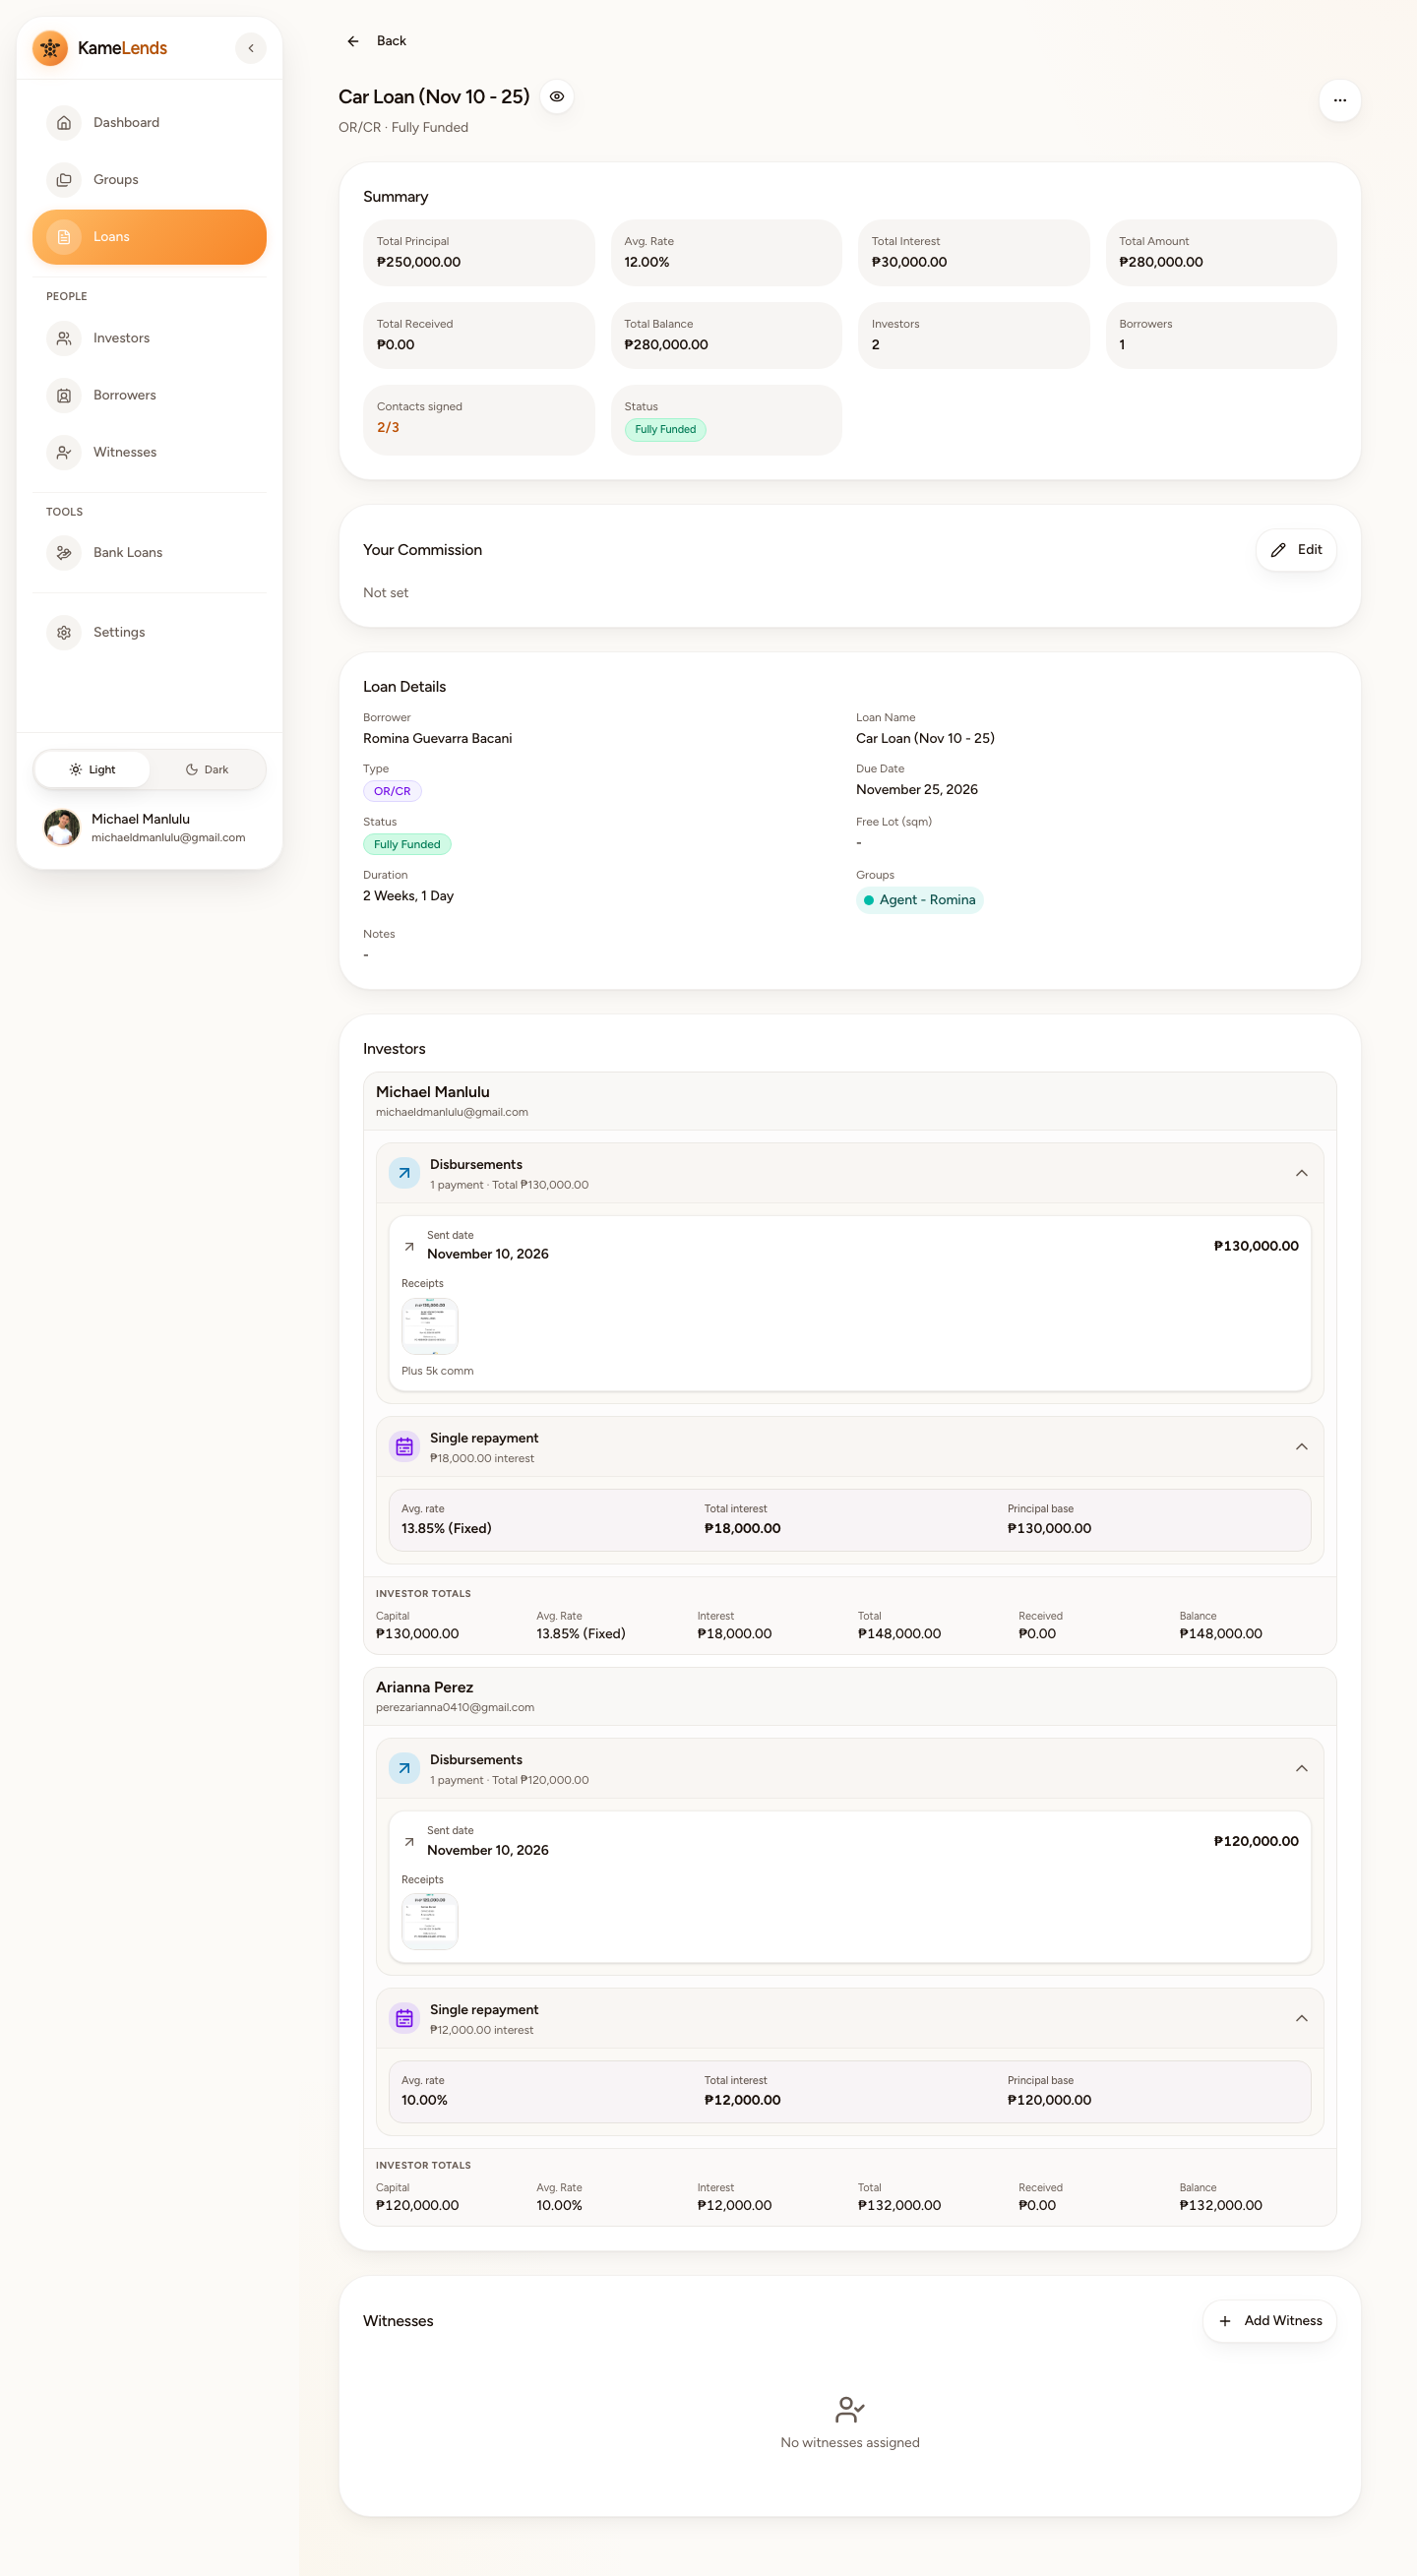 KameLends
Dashboard
Groups
Loans
PEOPLE
Investors
Borrowers
Witnesses
TOOLS
Bank Loans
Settings
Light
Dark
Michael Manlulu
michaeldmanlulu@gmail.com
Back
Car Loan (Nov 10 - 25)
OR/CR · Fully Funded
Summary
Total Principal
₱250,000.00
Avg. Rate
12.00%
Total Interest
₱30,000.00
Total Amount
₱280,000.00
Total Received
₱0.00
Total Balance
₱280,000.00
Investors
2
Borrowers
1
Contacts signed
2/3
Status
Fully Funded
Your Commission
Edit
Not set
Loan Details
Borrower
Romina Guevarra Bacani
Loan Name
Car Loan (Nov 10 - 25)
Type
OR/CR
Due Date
November 25, 2026
Status
Fully Funded
Free Lot (sqm)
-
Duration
2 Weeks, 1 Day
Groups
Agent - Romina
Notes
-
Investors
Michael Manlulu
michaeldmanlulu@gmail.com
Disbursements
1 payment · Total ₱130,000.00
Sent date
November 10, 2026
₱130,000.00
Receipts
Plus 5k comm
Single repayment
₱18,000.00 interest
Avg. rate
13.85% (Fixed)
Total interest
₱18,000.00
Principal base
₱130,000.00
INVESTOR TOTALS
Capital
₱130,000.00
Avg. Rate
13.85% (Fixed)
Interest
₱18,000.00
Total
₱148,000.00
Received
₱0.00
Balance
₱148,000.00
Arianna Perez
perezarianna0410@gmail.com
Disbursements
1 payment · Total ₱120,000.00
Sent date
November 10, 2026
₱120,000.00
Receipts
Single repayment
₱12,000.00 interest
Avg. rate
10.00%
Total interest
₱12,000.00
Principal base
₱120,000.00
INVESTOR TOTALS
Capital
₱120,000.00
Avg. Rate
10.00%
Interest
₱12,000.00
Total
₱132,000.00
Received
₱0.00
Balance
₱132,000.00
Witnesses
Add Witness
No witnesses assigned